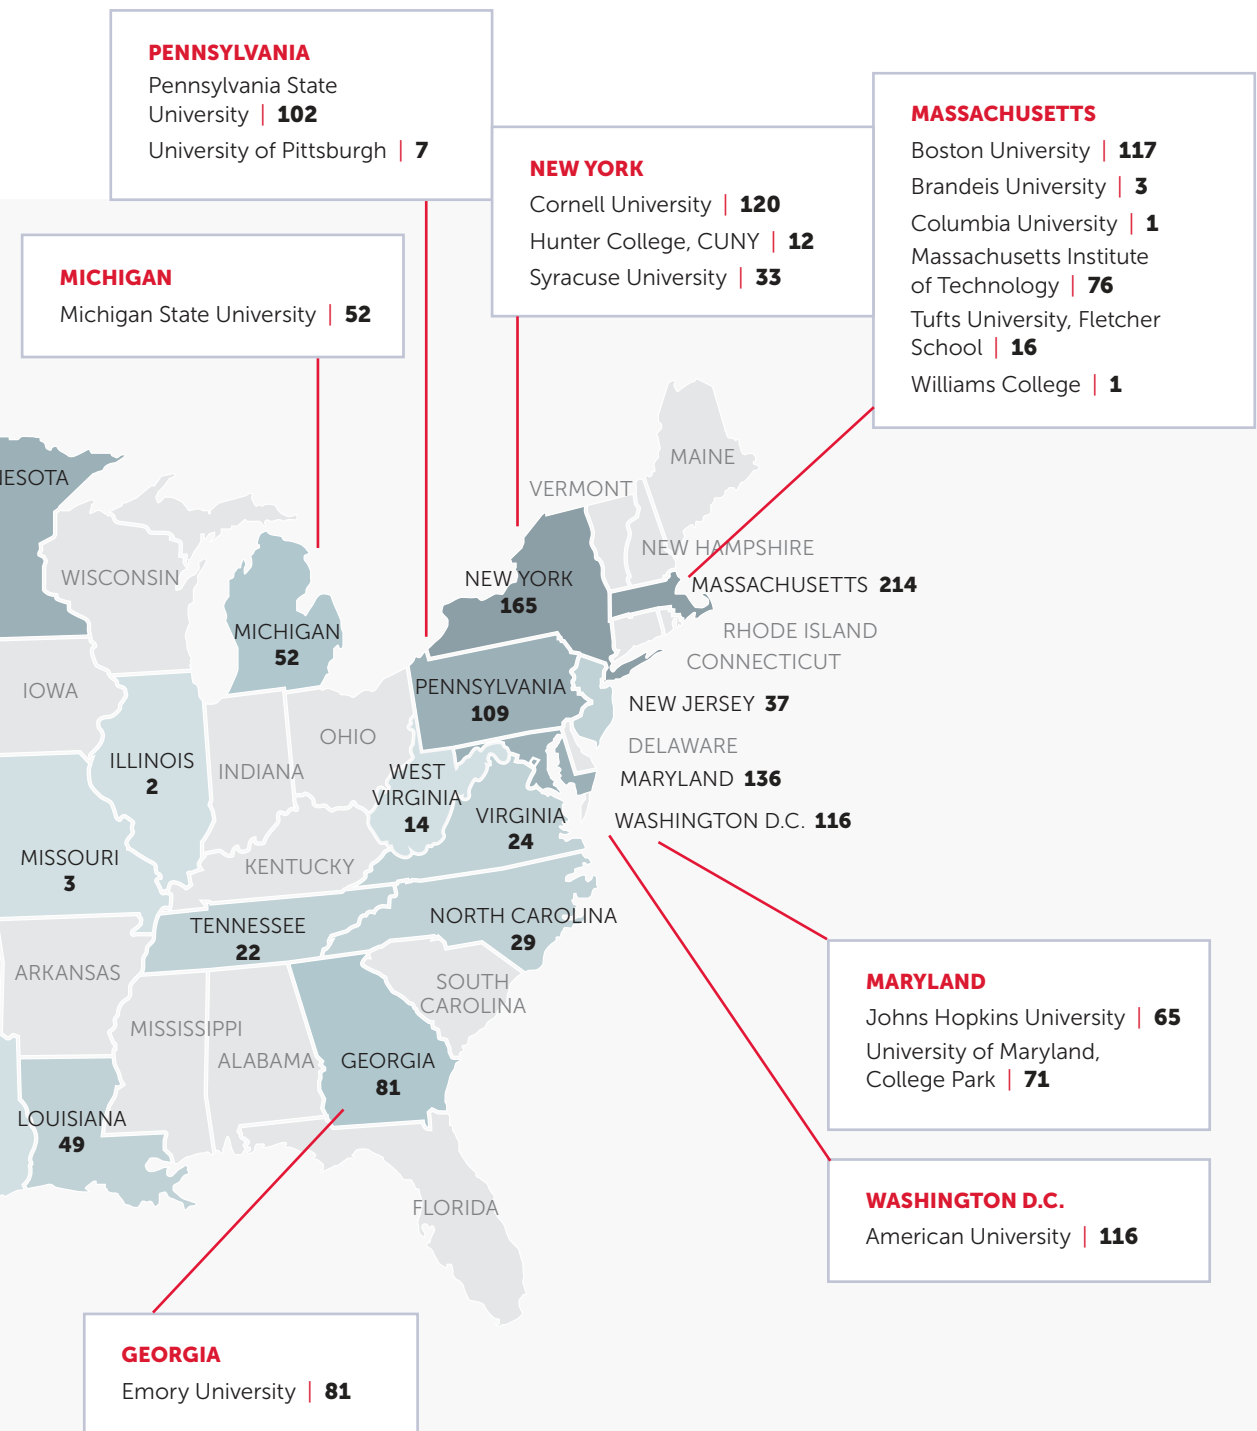 PENNSYLVANIA
Pennsylvania State
University | 102
University of Pittsburgh | 7
NEW YORK
Cornell University | 120
Hunter College, CUNY | 12
Syracuse University | 33
MASSACHUSETTS
Boston University | 117
Brandeis University | 3
Columbia University | 1
Massachusetts Institute
of Technology | 76
Tufts University, Fletcher
School | 16
Williams College | 1
MICHIGAN
Michigan State University | 52
MAINE
VERMONT
NESOTA
NEW HAMPSHIRE
WISCONSIN
NEW YORK
165
MASSACHUSETTS 214
MICHIGAN
52
RHODE ISLAND
CONNECTICUT
IOWA
PENNSYLVANIA
109
NEW JERSEY 37
OHIO
DELAWARE
ILLINOIS
2
INDIANA
WEST
VIRGINIA
14
MARYLAND 136
VIRGINIA
24
WASHINGTON D.C. 116
MISSOURI
3
KENTUCKY
TENNESSEE
22
NORTH CAROLINA
29
ARKANSAS
SOUTH
CAROLINA
MISSISSIPPI
ALABAMA
GEORGIA
81
LOUISIANA
49
FLORIDA
MARYLAND
Johns Hopkins University | 65
University of Maryland,
College Park | 71
WASHINGTON D.C.
American University | 116
GEORGIA
Emory University | 81